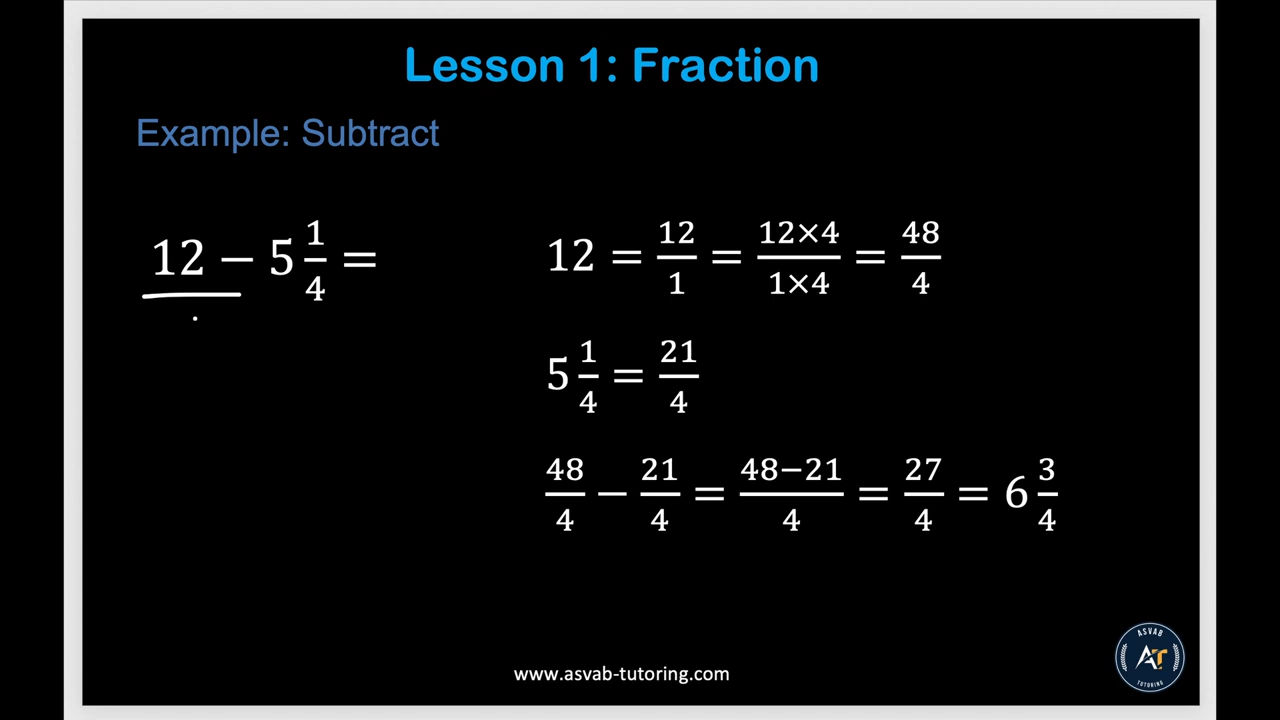 Lesson 1: Fraction
Example: Subtract
12 − 5 1/4 =
12 = 12/1 = 12×4/1×4 = 48/4
5 1/4 = 21/4
48/4 − 21/4 = 48−21/4 = 27/4 = 6 3/4
www.asvab-tutoring.com
ASVAB
AT
TUTORING